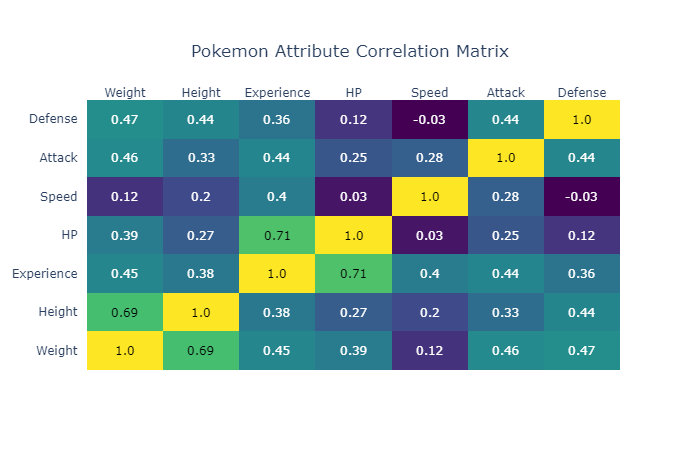 Pokemon Attribute Correlation Matrix
Weight Height Experience HP Speed Attack Defense
Defense 0.47 0.44 0.36 0.12 -0.03 0.44 1.0
Attack 0.46 0.33 0.44 0.25 0.28 1.0 0.44
Speed 0.12 0.2 0.4 0.03 1.0 0.28 -0.03
HP 0.39 0.27 0.71 1.0 0.03 0.25 0.12
Experience 0.45 0.38 1.0 0.71 0.4 0.44 0.36
Height 0.69 1.0 0.38 0.27 0.2 0.33 0.44
Weight 1.0 0.69 0.45 0.39 0.12 0.46 0.47